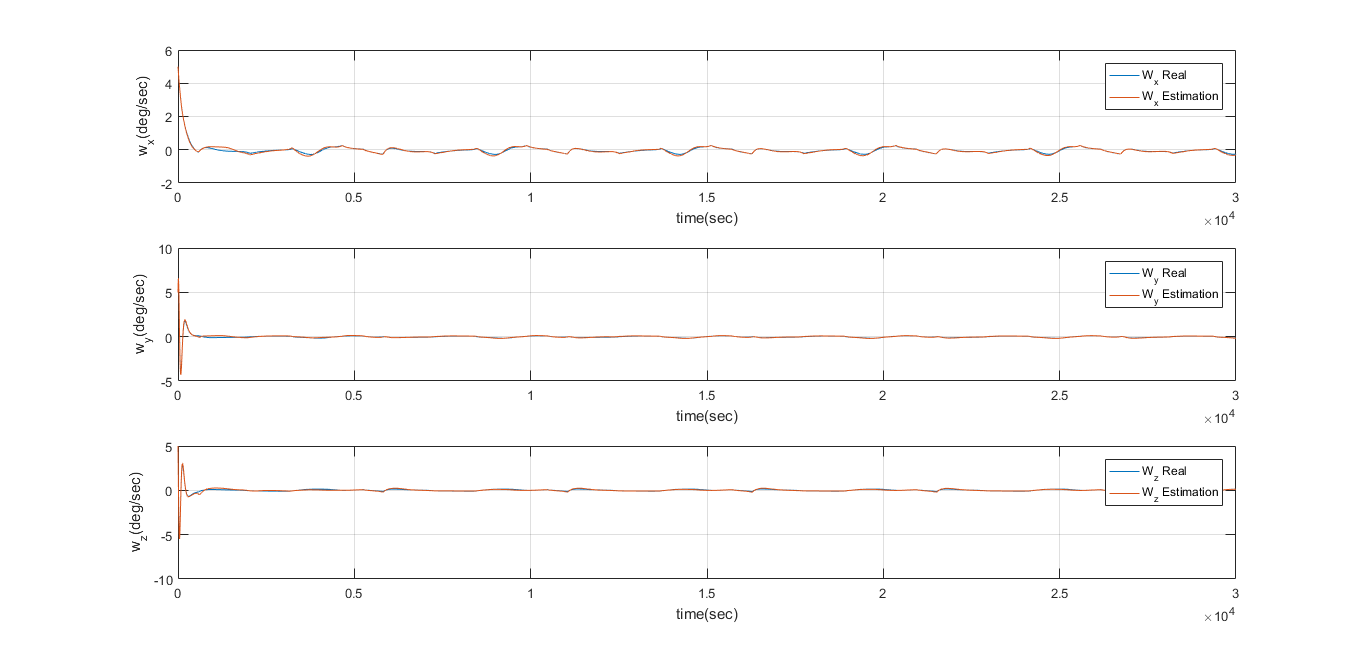 6
4
2
0
-2
w_x(deg/sec)
W_x Real
W_x Estimation
0 0.5 1 1.5 2 2.5 3
time(sec)
×10^4
10
5
0
-5
w_y(deg/sec)
W_y Real
W_y Estimation
0 0.5 1 1.5 2 2.5 3
time(sec)
×10^4
5
0
-5
-10
w_z(deg/sec)
W_z Real
W_z Estimation
0 0.5 1 1.5 2 2.5 3
time(sec)
×10^4